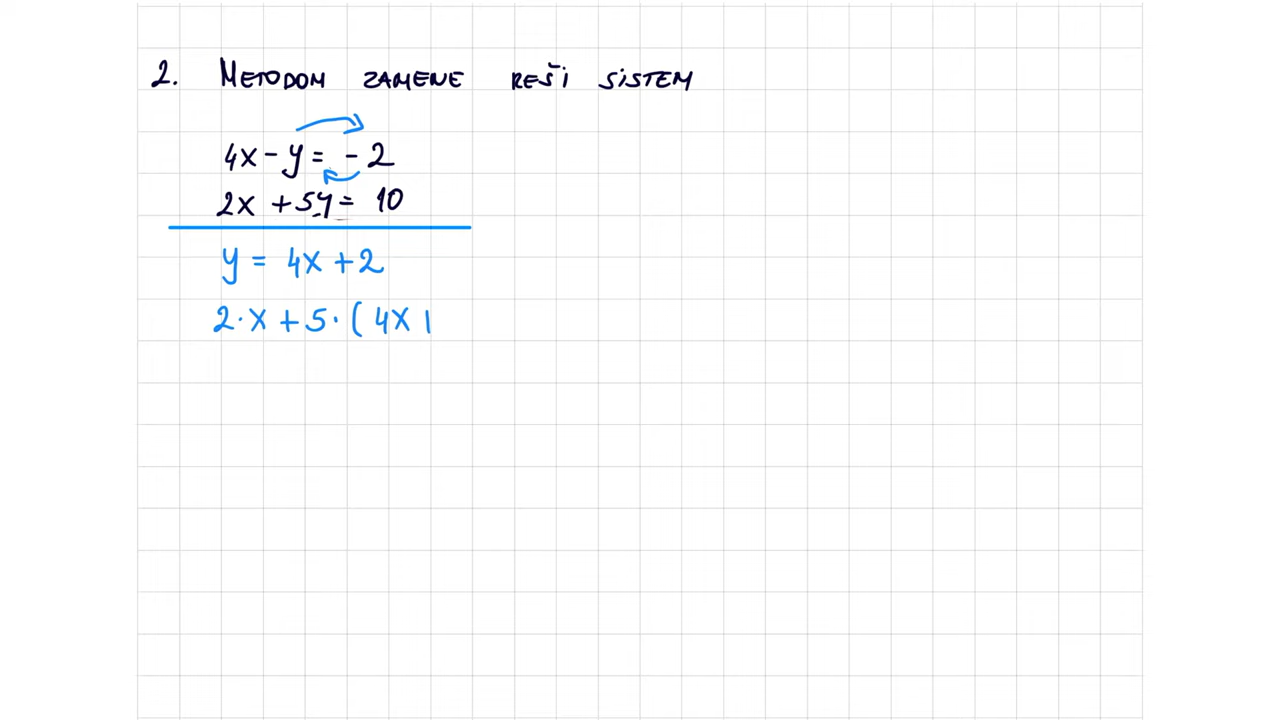 2. METODOM ZAMENE REŠI SISTEM
4x - y = - 2
2x + 5y = 10
y = 4x + 2
2·x + 5·( 4x |